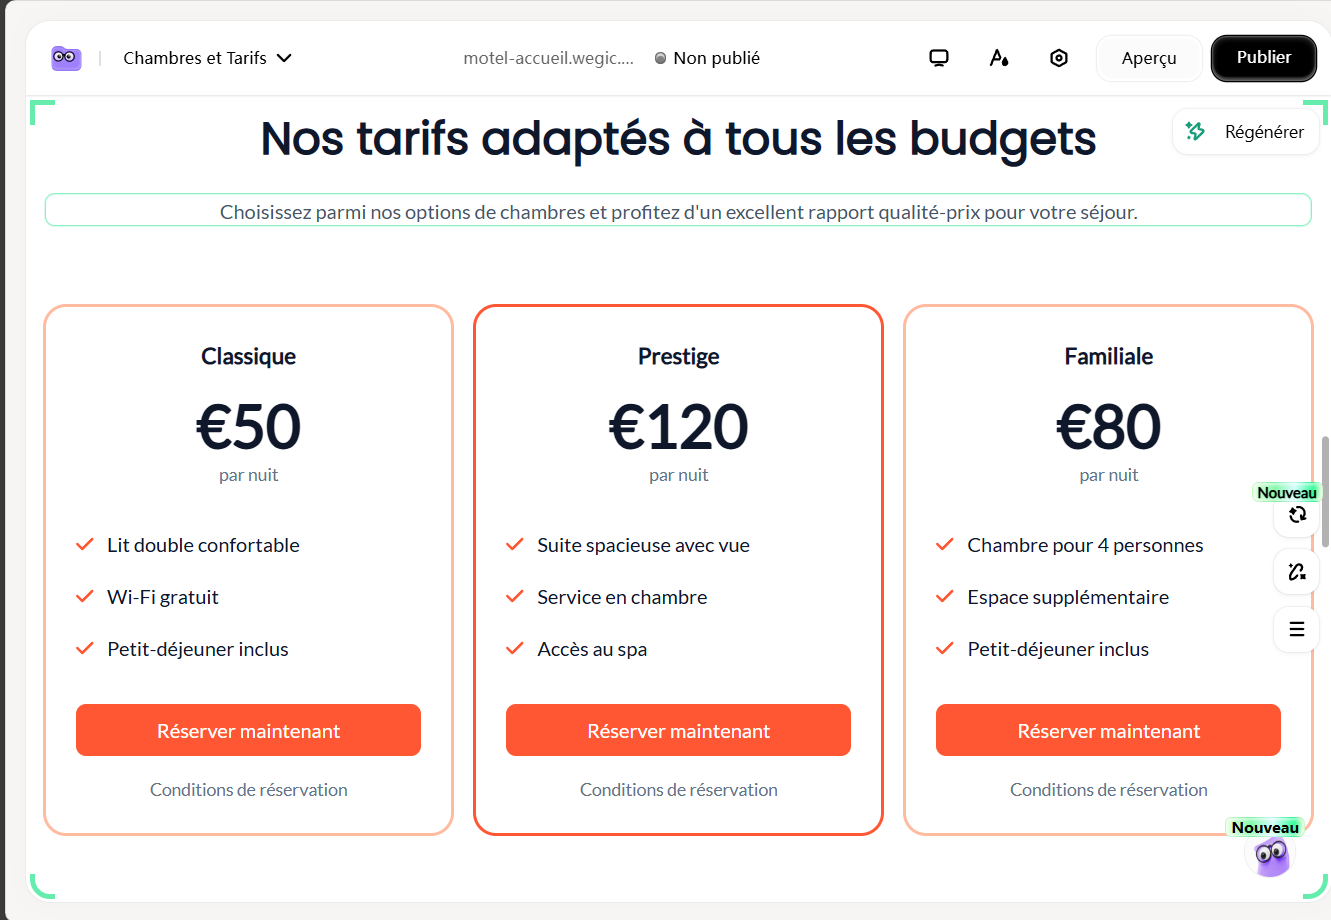 Chambres et Tarifs
motel-accueil.wegic....
Non publié
Aperçu
Publier
Nos tarifs adaptés à tous les budgets
Régénérer
Choisissez parmi nos options de chambres et profitez d'un excellent rapport qualité-prix pour votre séjour.
Classique
€50
par nuit
Lit double confortable
Wi-Fi gratuit
Petit-déjeuner inclus
Réserver maintenant
Conditions de réservation
Prestige
€120
par nuit
Suite spacieuse avec vue
Service en chambre
Accès au spa
Réserver maintenant
Conditions de réservation
Familiale
€80
par nuit
Chambre pour 4 personnes
Espace supplémentaire
Petit-déjeuner inclus
Réserver maintenant
Conditions de réservation
Nouveau
Nouveau